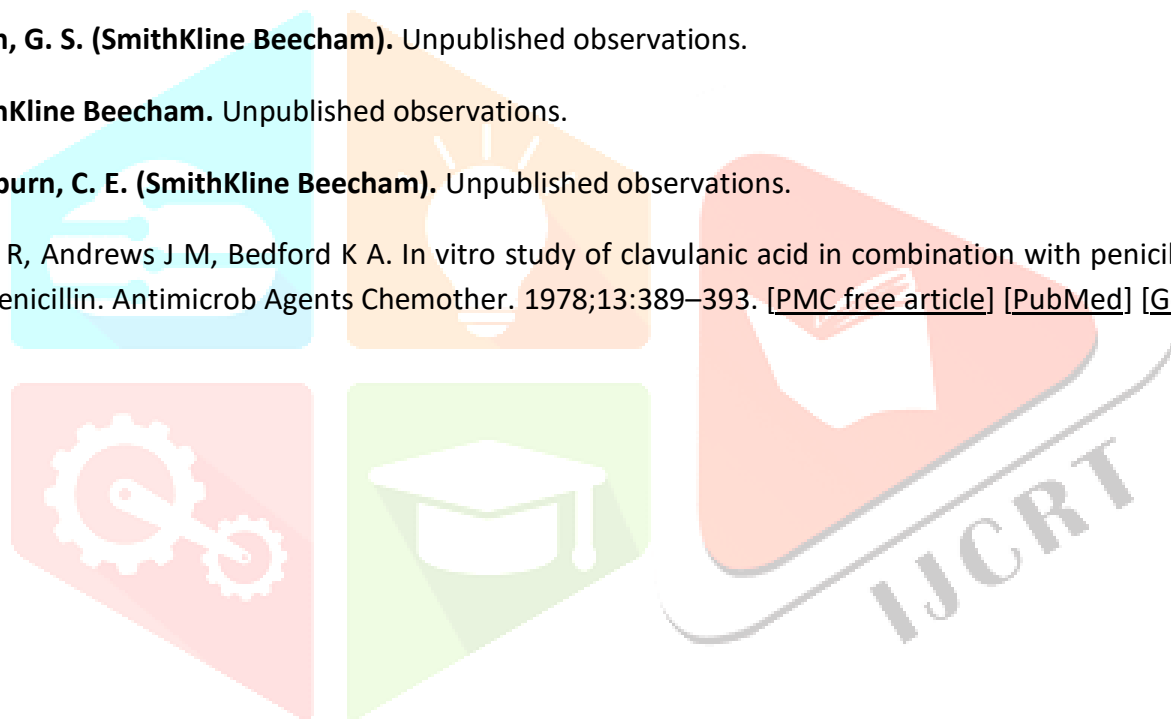 n, G. S. (SmithKline Beecham). Unpublished observations.
hKline Beecham. Unpublished observations.
burn, C. E. (SmithKline Beecham). Unpublished observations.
R, Andrews J M, Bedford K A. In vitro study of clavulanic acid in combination with penicil
enicillin. Antimicrob Agents Chemother. 1978;13:389–393. [PMC free article] [PubMed] [G
IJCRT